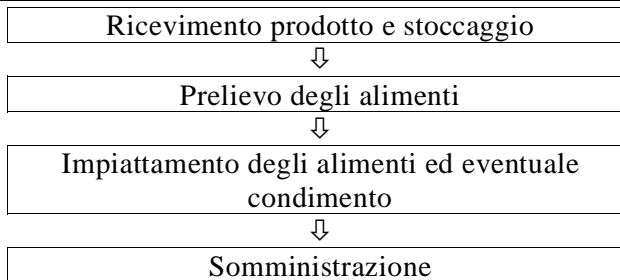 Ricevimento prodotto e stoccaggio
⇩
Prelievo degli alimenti
⇩
Impiattamento degli alimenti ed eventuale
condimento
⇩
Somministrazione